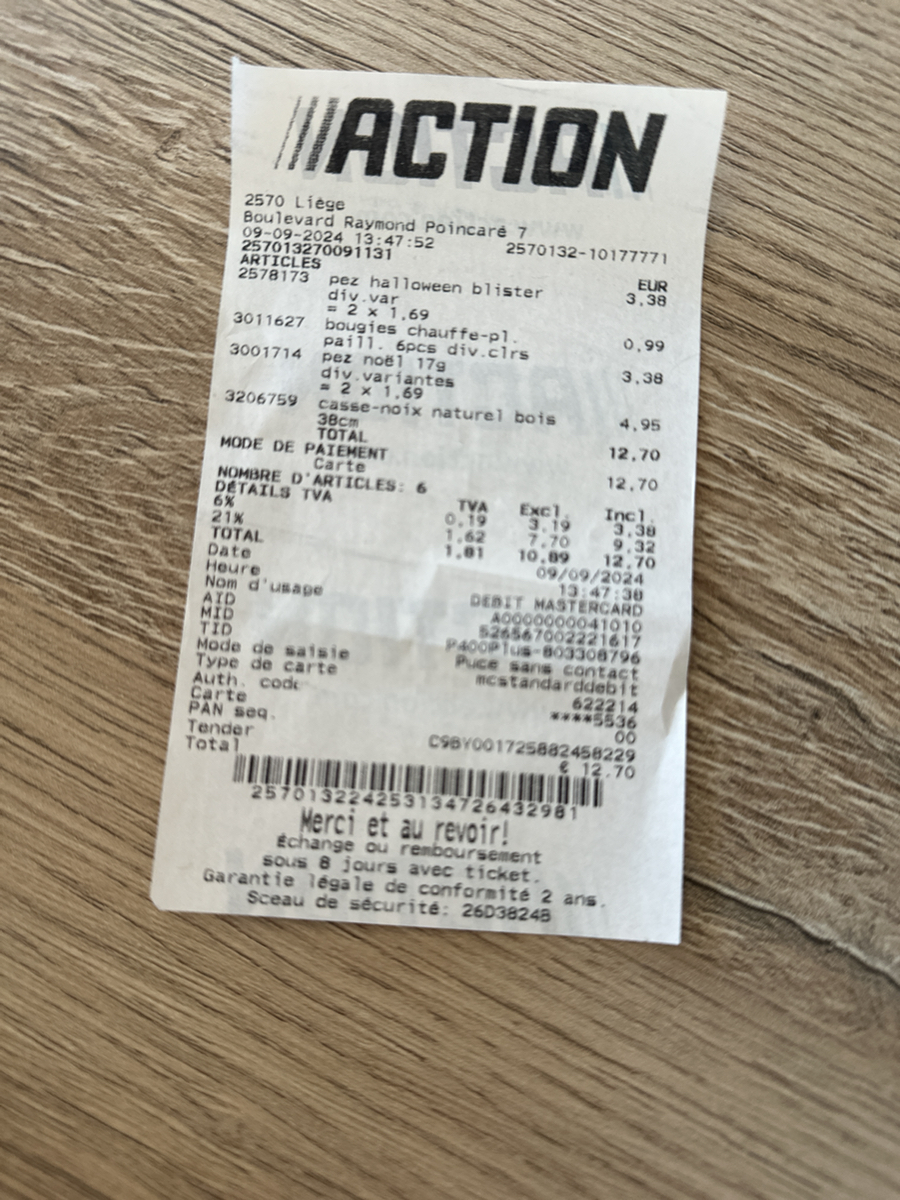 ACTION
2570 Liège
Boulevard Raymond Poincaré 7
09-09-2024 13:47:52 2570132-10177771
257013270091131
ARTICLES EUR
2578173 pez halloween blister 3,38
div.var
= 2 x 1,69
3011627 bougies chauffe-pl. 0,99
paill. 6pcs div.clrs
3001714 pez noël 17g 3,38
div.variantes
= 2 x 1,69
3206759 casse-noix naturel bois 4,95
38cm
TOTAL 12,70
MODE DE PAIEMENT
Carte 12,70
NOMBRE D'ARTICLES: 6
DÉTAILS TVA TVA Excl. Incl.
6% 0,19 3,19 3,38
21% 1,62 7,70 9,32
TOTAL 1,81 10,89 12,70
Date 09/09/2024
Heure 13:47:38
Nom d'usage DEBIT MASTERCARD
AID A0000000041010
MID 526567002221617
TID P400Plus-803308796
Mode de saisie Puce sans contact
Type de carte mcstandarddebit
Auth. code 622214
Carte ****5536
PAN seq. 00
Tender C9BY001725882458229
Total € 12.70
2570132242531347264 32981
Merci et au revoir!
Échange ou remboursement
sous 8 jours avec ticket.
Garantie légale de conformité 2 ans.
Sceau de sécurité: 26D3824B